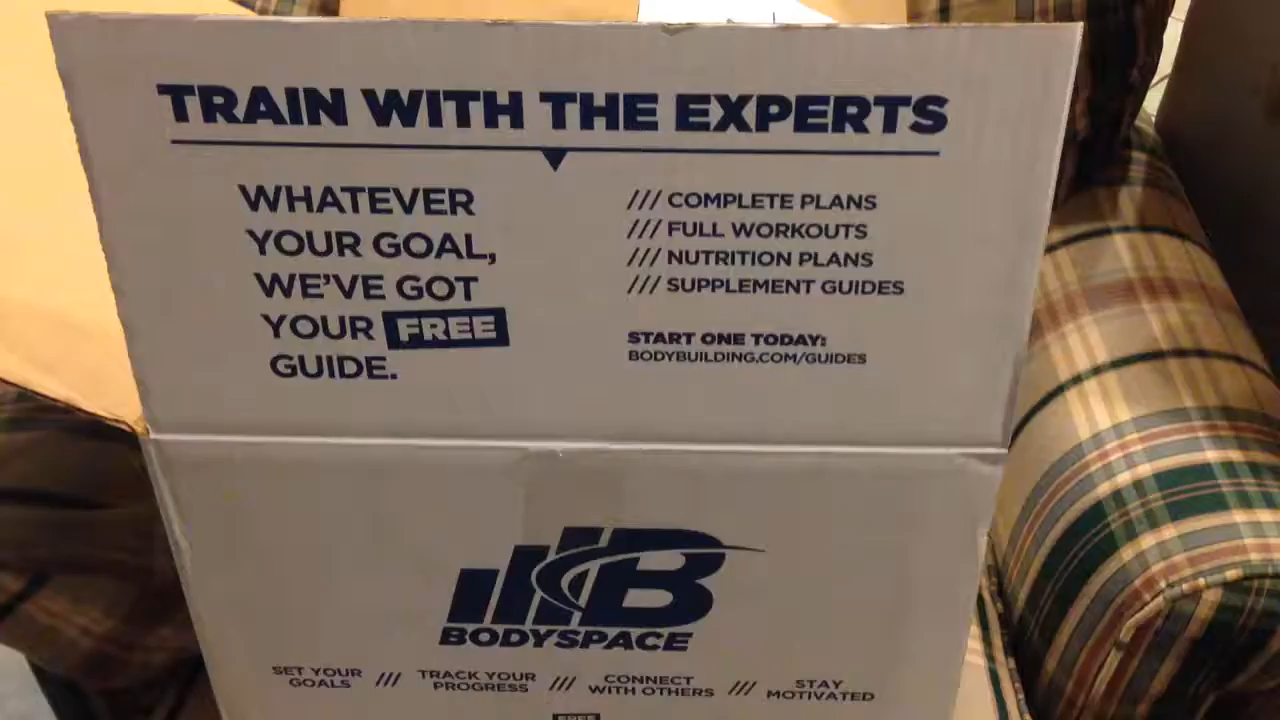 TRAIN WITH THE EXPERTS
WHATEVER
YOUR GOAL,
WE'VE GOT
YOUR FREE
GUIDE.
/// COMPLETE PLANS
/// FULL WORKOUTS
/// NUTRITION PLANS
/// SUPPLEMENT GUIDES
START ONE TODAY:
BODYBUILDING.COM/GUIDES
B
BODYSPACE
SET YOUR GOALS /// TRACK YOUR PROGRESS /// CONNECT WITH OTHERS /// STAY MOTIVATED
FREE